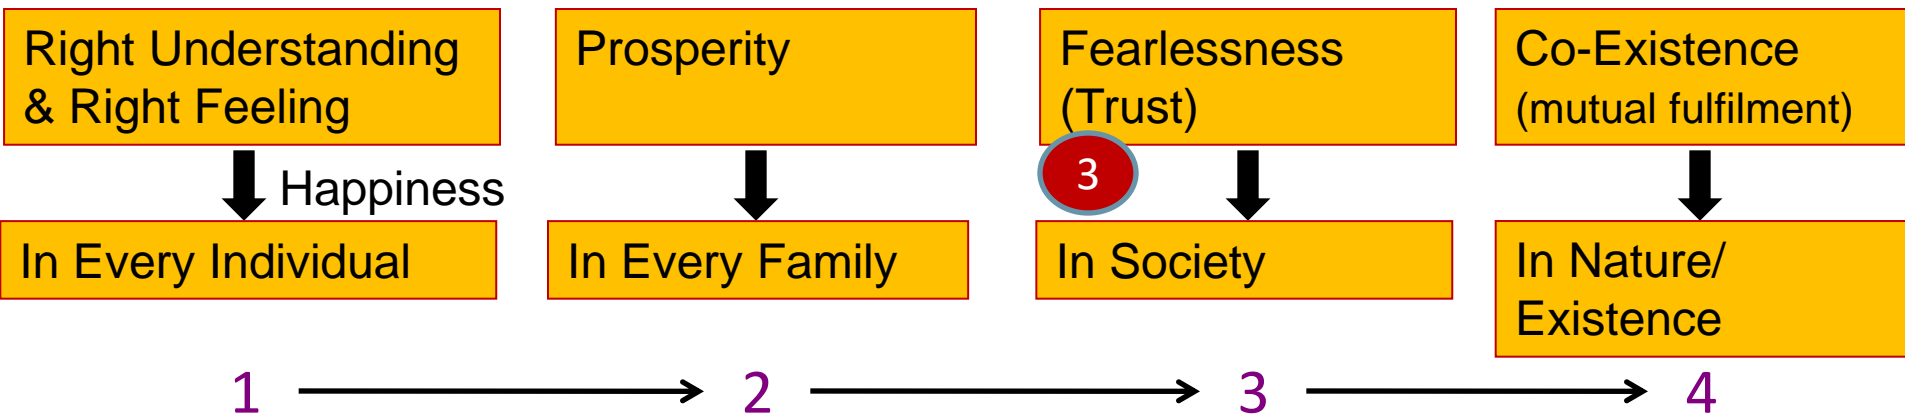 Right Understanding
& Right Feeling
Prosperity
Fearlessness
(Trust)
Co-Existence
(mutual fulfilment)
Happiness
3
In Every Individual
In Every Family
In Society
In Nature/
Existence
1
2
3
4